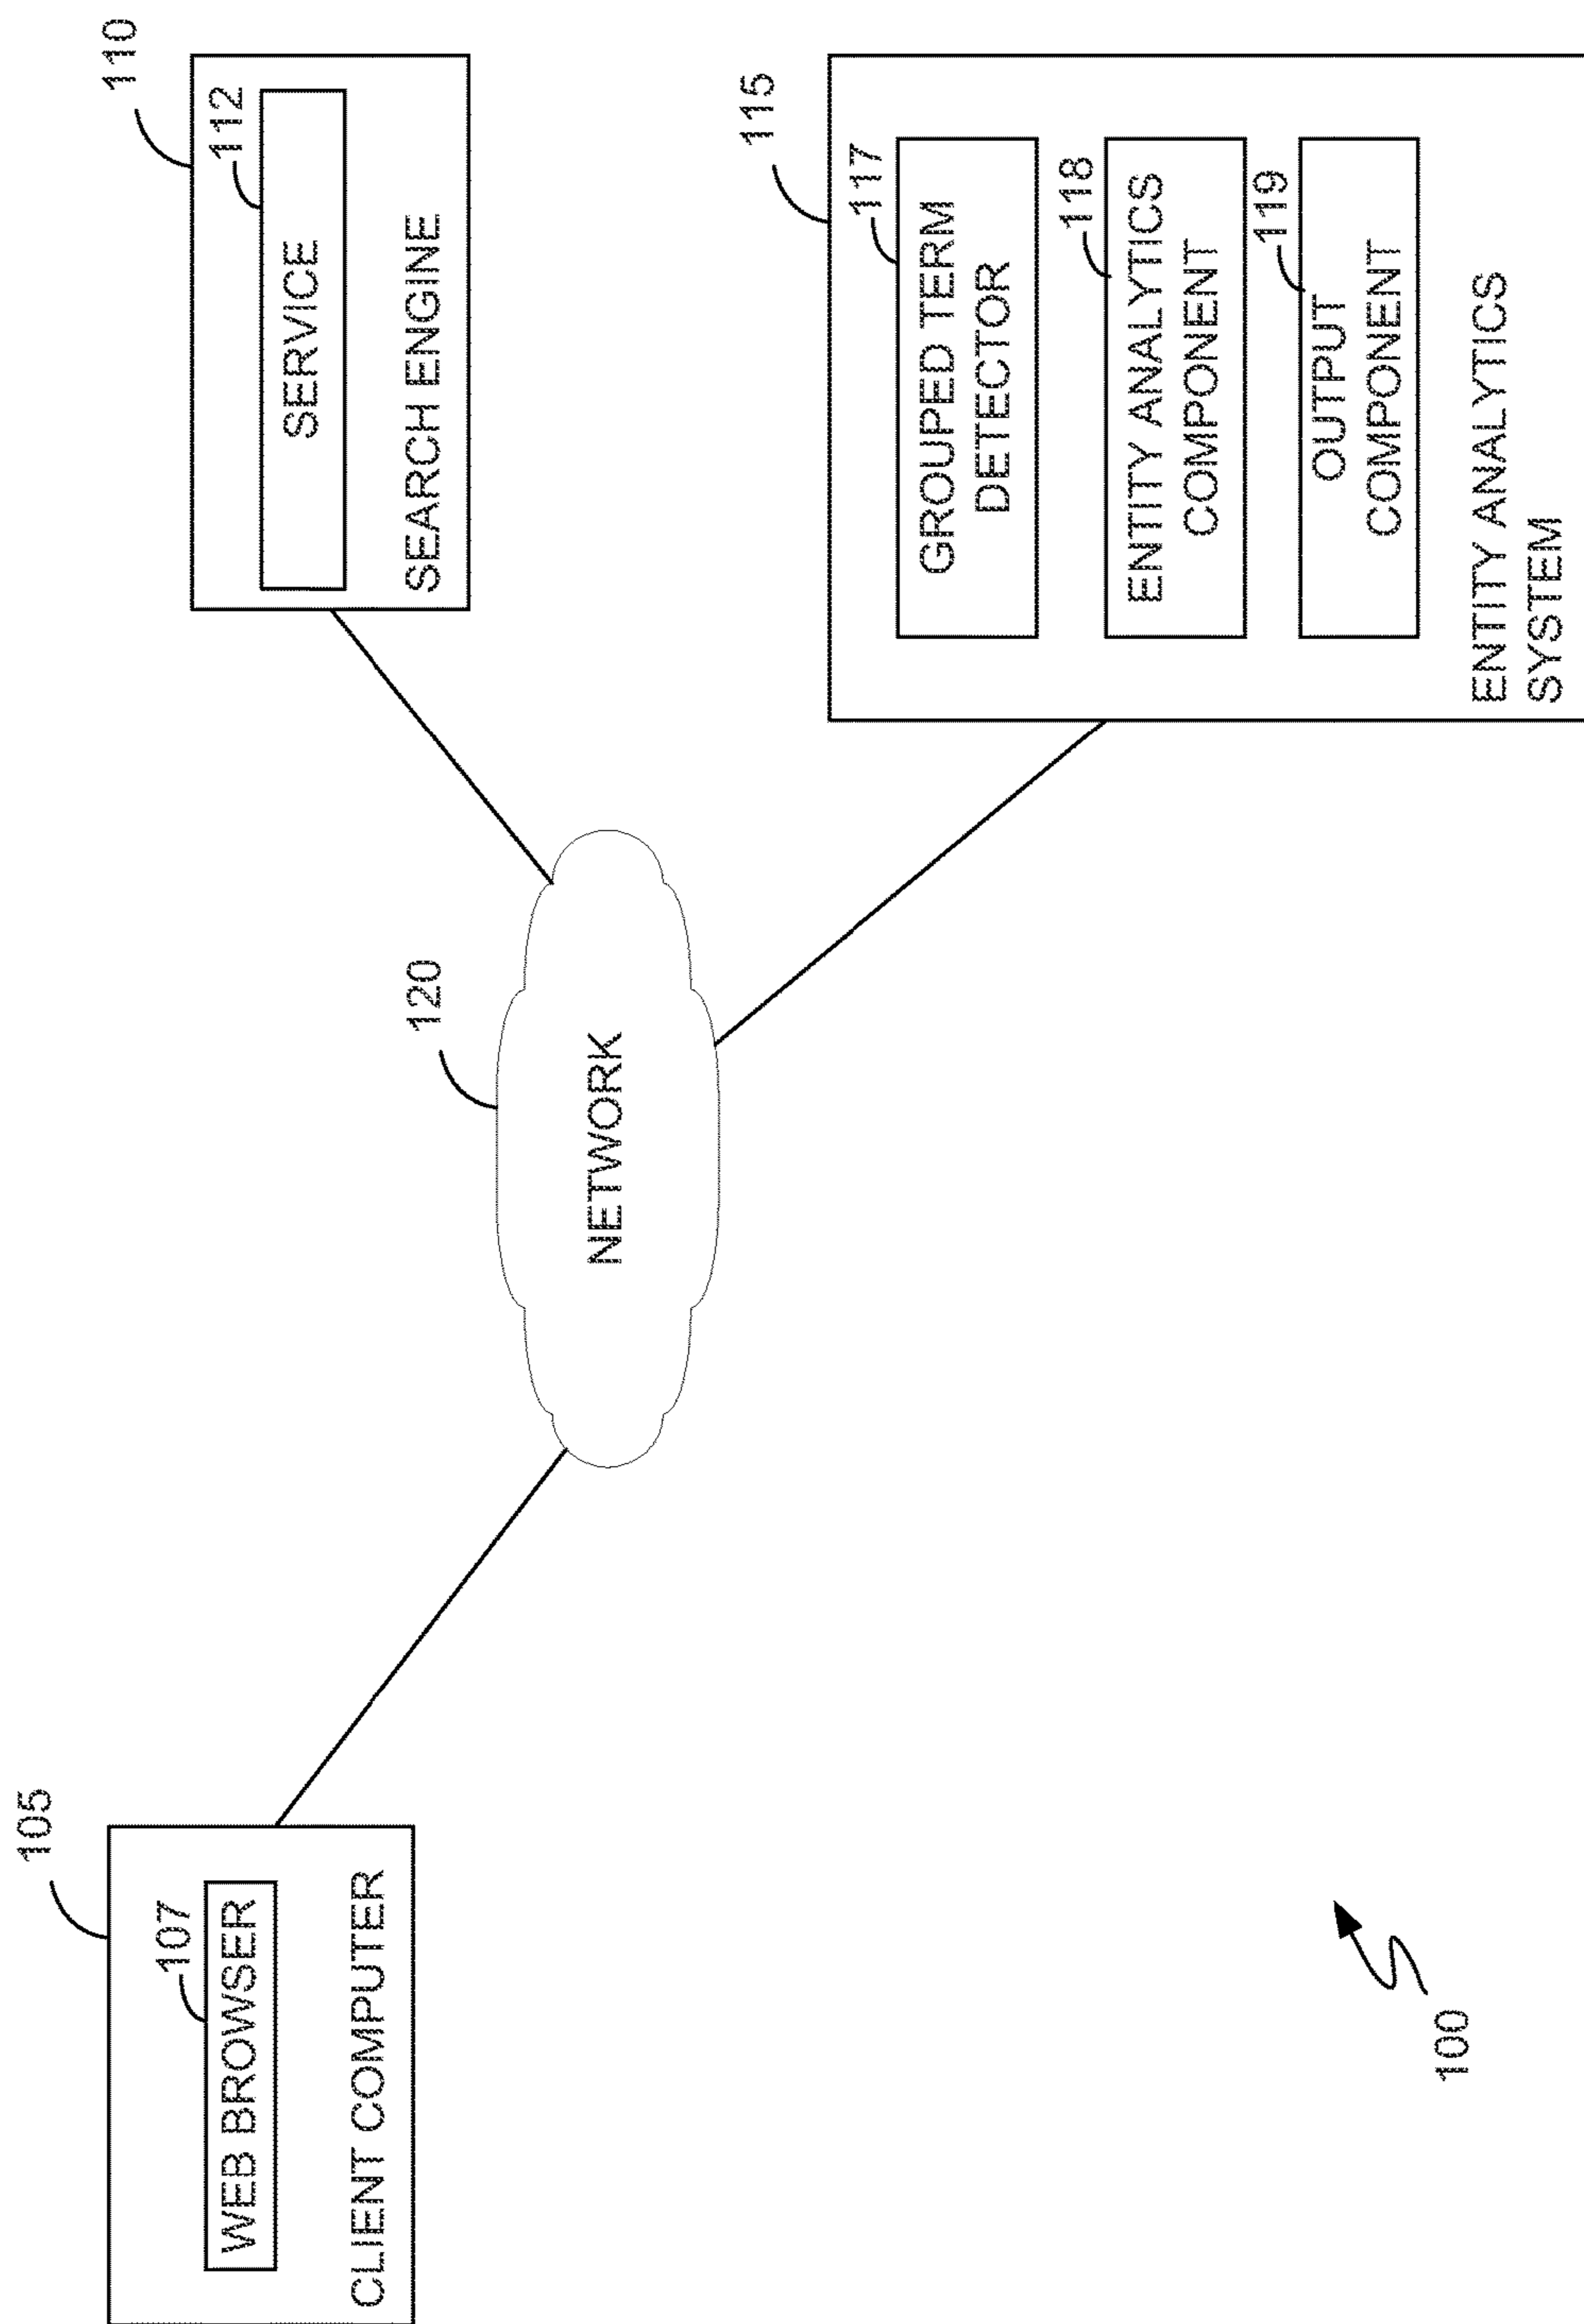 105
107
WEB BROWSER
CLIENT COMPUTER
120
NETWORK
110
112
SERVICE
SEARCH ENGINE
115
117
GROUPED TERM
DETECTOR
118
ENTITY ANALYTICS
COMPONENT
119
OUTPUT
COMPONENT
ENTITY ANALYTICS
SYSTEM
100